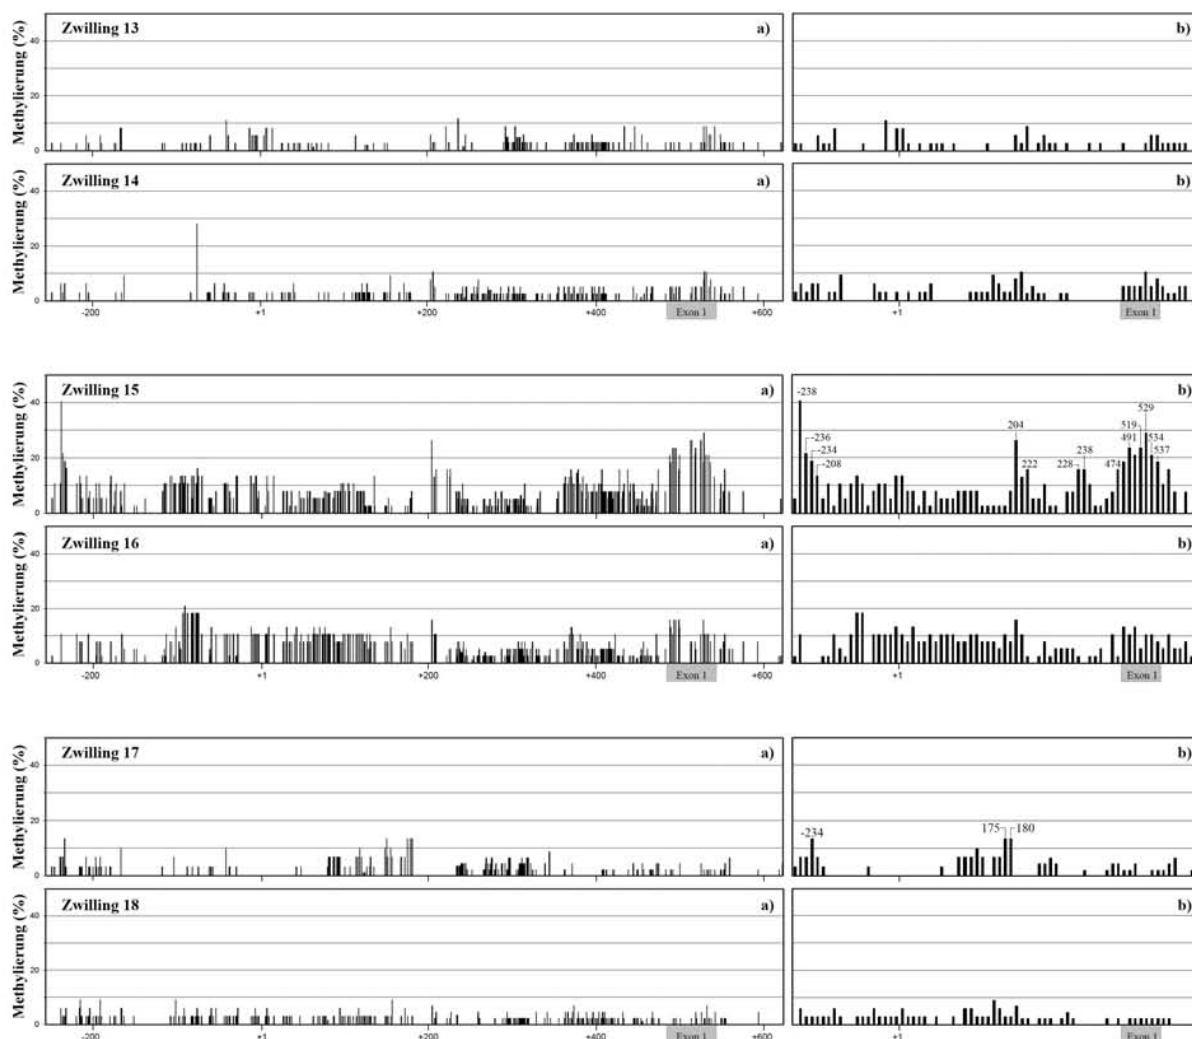 Methylierung (%)
40
20
0
Zwilling 13
a)
b)
Methylierung (%)
40
20
0
Zwilling 14
a)
b)
-200
+1
+200
+400
Exon 1
+600
+1
Exon 1
Methylierung (%)
40
20
0
Zwilling 15
a)
b)
-238
-236
-234
-208
204
222
228
238
474
491
519
529
534
537
Methylierung (%)
40
20
0
Zwilling 16
a)
b)
-200
+1
+200
+400
Exon 1
+600
+1
Exon 1
Methylierung (%)
40
20
0
Zwilling 17
a)
b)
-234
175
180
Methylierung (%)
40
20
0
Zwilling 18
a)
b)
-200
+1
+200
+400
Exon 1
+600
+1
Exon 1